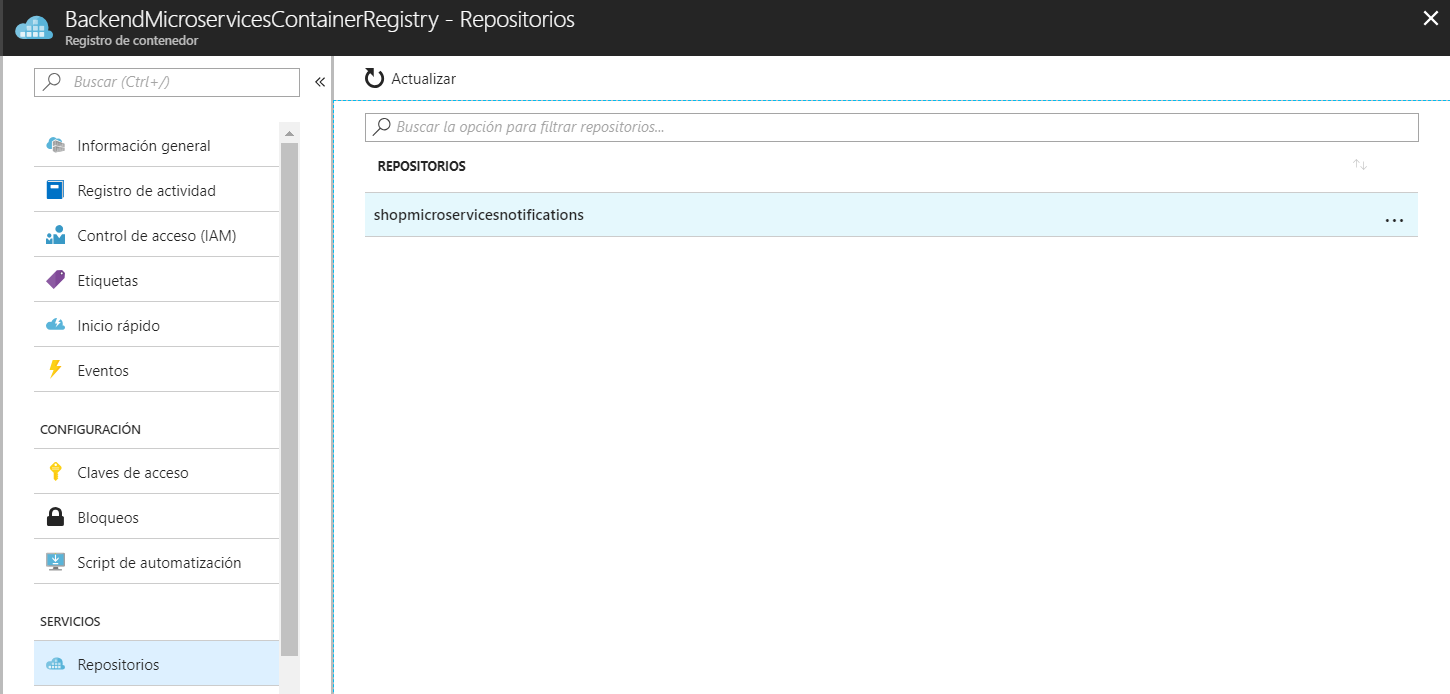 BackendMicroservicesContainerRegistry - Repositorios
Registro de contenedor
Buscar (Ctrl+/)
«
Información general
Registro de actividad
Control de acceso (IAM)
Etiquetas
Inicio rápido
Eventos
CONFIGURACIÓN
Claves de acceso
Bloqueos
Script de automatización
SERVICIOS
Repositorios
Actualizar
Buscar la opción para filtrar repositorios...
REPOSITORIOS
shopmicroservicesnotifications
...